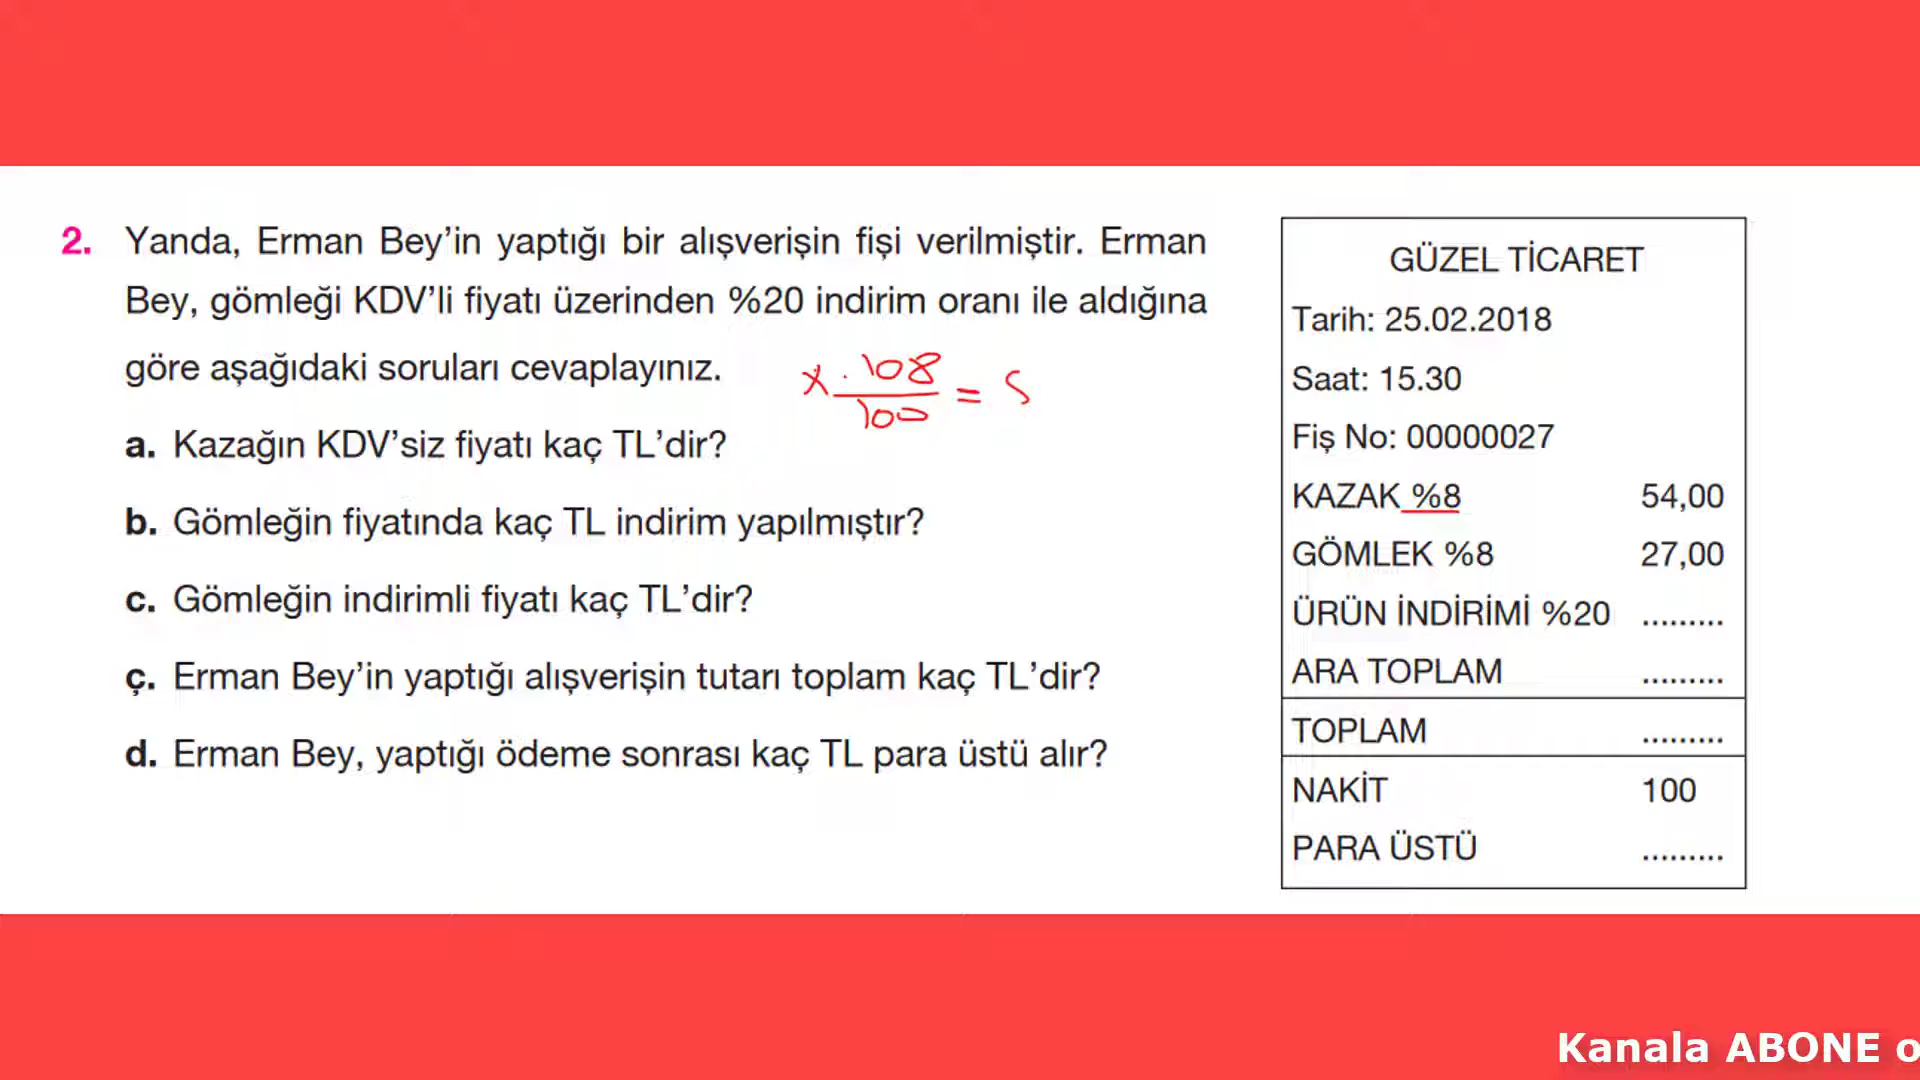 2. Yanda, Erman Bey'in yaptığı bir alışverişin fişi verilmiştir. Erman
Bey, gömleği KDV'li fiyatı üzerinden %20 indirim oranı ile aldığına
göre aşağıdaki soruları cevaplayınız.
x . 108
100
= 5
a. Kazağın KDV'siz fiyatı kaç TL'dir?
b. Gömleğin fiyatında kaç TL indirim yapılmıştır?
c. Gömleğin indirimli fiyatı kaç TL'dir?
ç. Erman Bey'in yaptığı alışverişin tutarı toplam kaç TL'dir?
d. Erman Bey, yaptığı ödeme sonrası kaç TL para üstü alır?
GÜZEL TİCARET
Tarih: 25.02.2018
Saat: 15.30
Fiş No: 00000027
KAZAK %8 54,00
GÖMLEK %8 27,00
ÜRÜN İNDİRİMİ %20 .........
ARA TOPLAM .........
TOPLAM .........
NAKİT 100
PARA ÜSTÜ .........
Kanala ABONE o